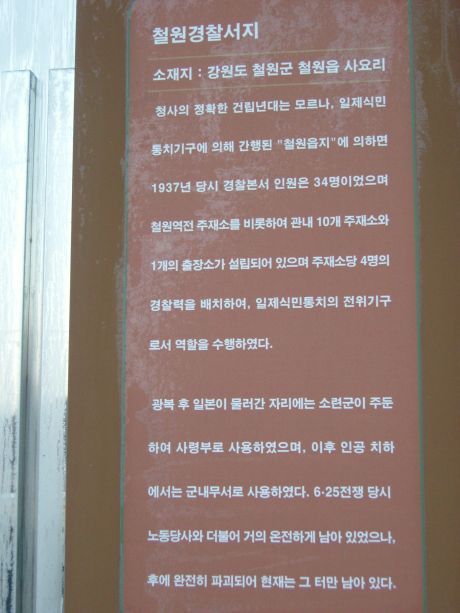 철원경찰서지
소재지 : 강원도 철원군 철원읍 사요리
청사의 정확한 건립년대는 모르나, 일제식민
통치기구에 의해 간행된 "철원읍지"에 의하면
1937년 당시 경찰본서 인원은 34명이었으며
철원역전 주재소를 비롯하여 관내 10개 주재소와
1개의 출장소가 설립되어 있으며 주재소당 4명의
경찰력을 배치하여, 일제식민통치의 전위기구
로서 역할을 수행하였다.
광복 후 일본이 물러간 자리에는 소련군이 주둔
하여 사령부로 사용하였으며, 이후 인공 치하
에서는 군내무서로 사용하였다. 6·25전쟁 당시
노동당사와 더불어 거의 온전하게 남아 있었으나,
후에 완전히 파괴되어 현재는 그 터만 남아 있다.